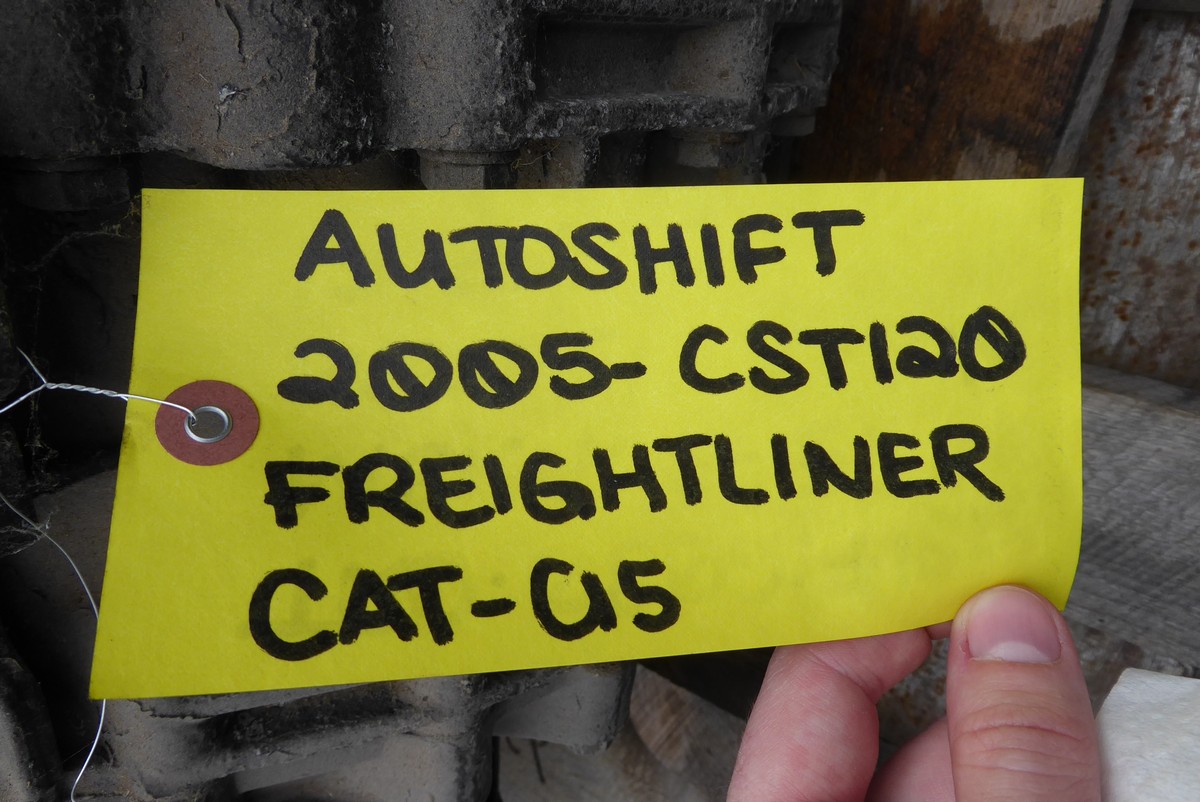 AUTOSHIFT
2005- CST120
FREIGHTLINER
CAT-C15